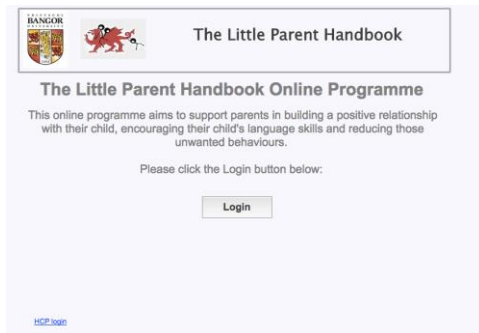 BANGOR
The Little Parent Handbook
The Little Parent Handbook Online Programme
This online programme aims to support parents in building a positive relationship
with their child, encouraging their child's language skills and reducing those
unwanted behaviours.
Please click the Login button below:
Login
HCP login